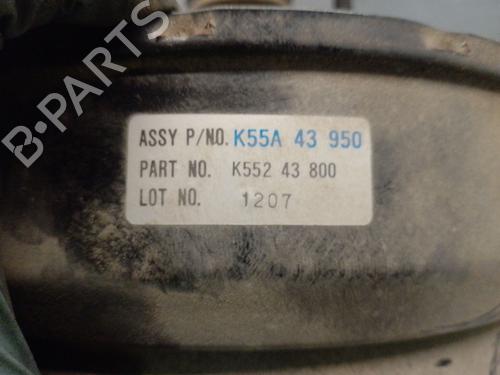 B-PARTS
ASSY P/NO. K55A 43 950
PART NO. K552 43 800
LOT NO. 1207